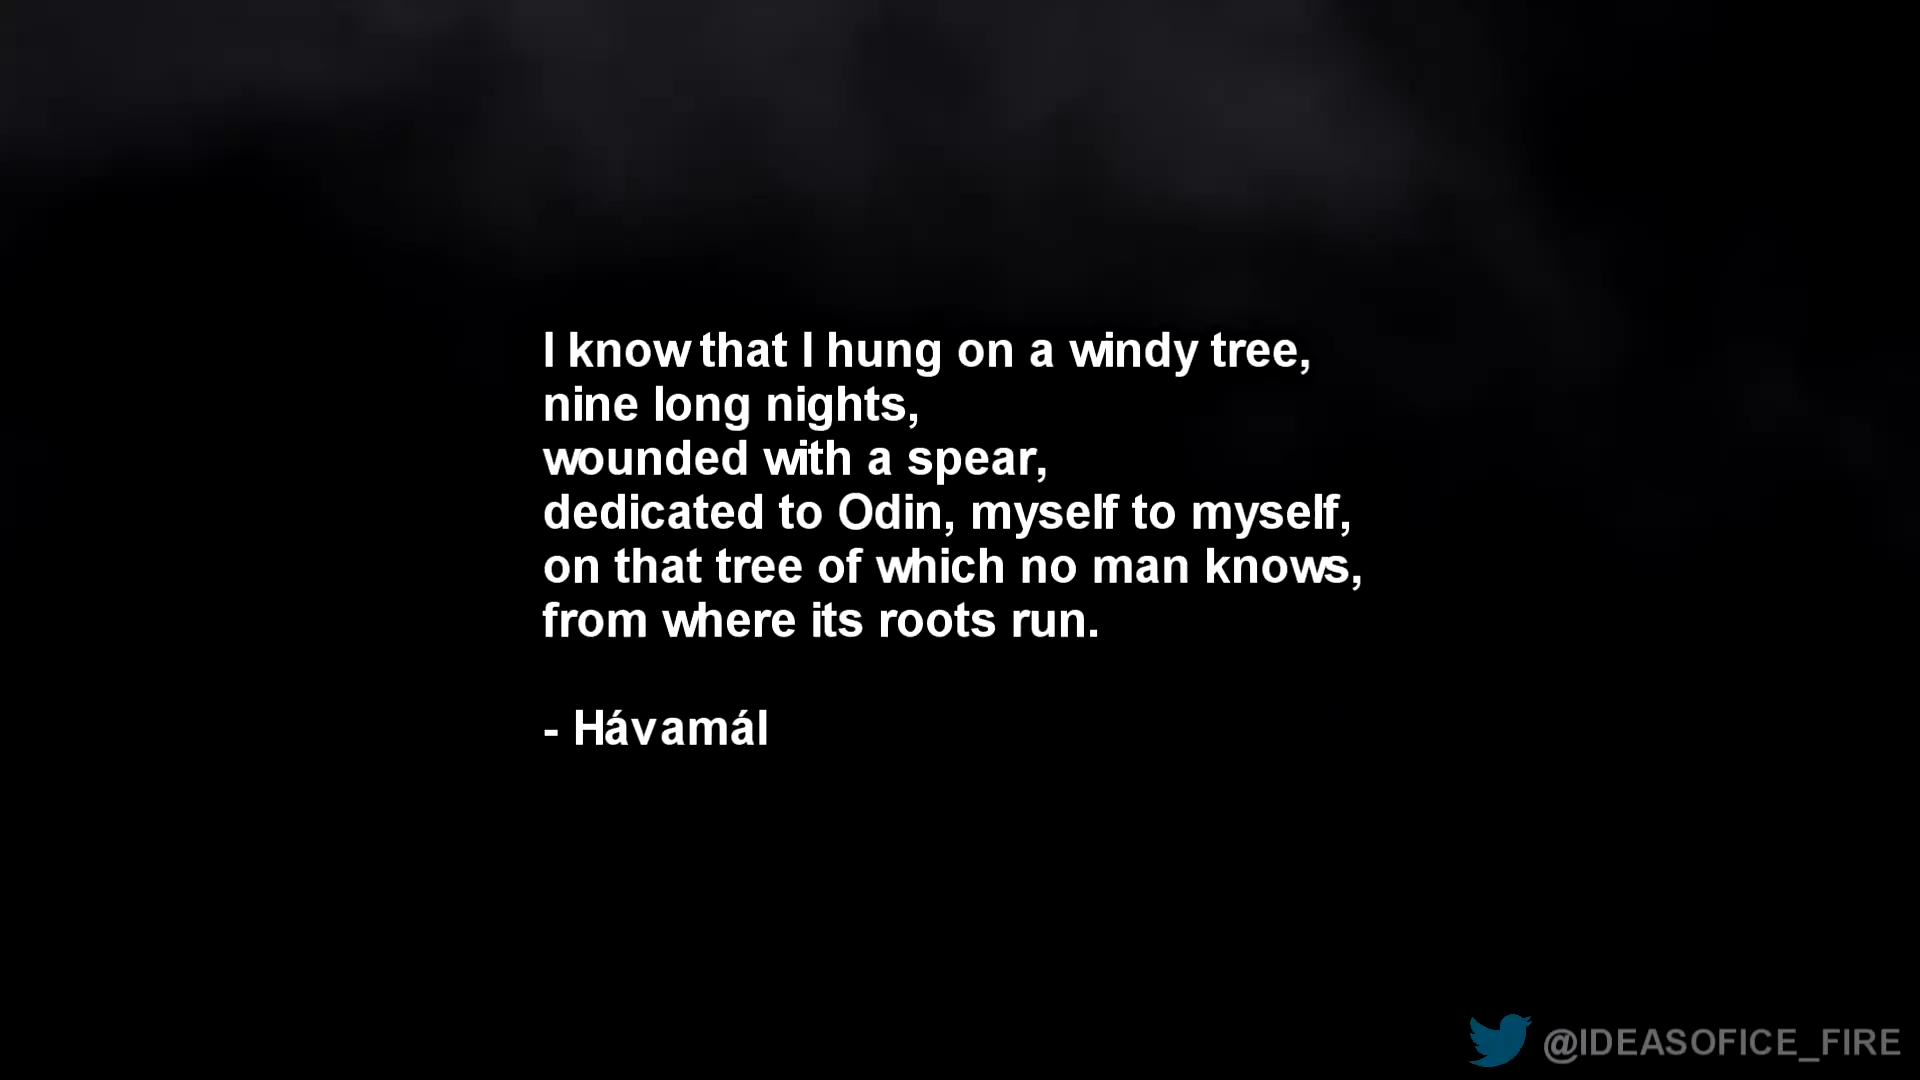 I know that I hung on a windy tree,
nine long nights,
wounded with a spear,
dedicated to Odin, myself to myself,
on that tree of which no man knows,
from where its roots run.
- Hávamál
@IDEASOFICE_FIRE